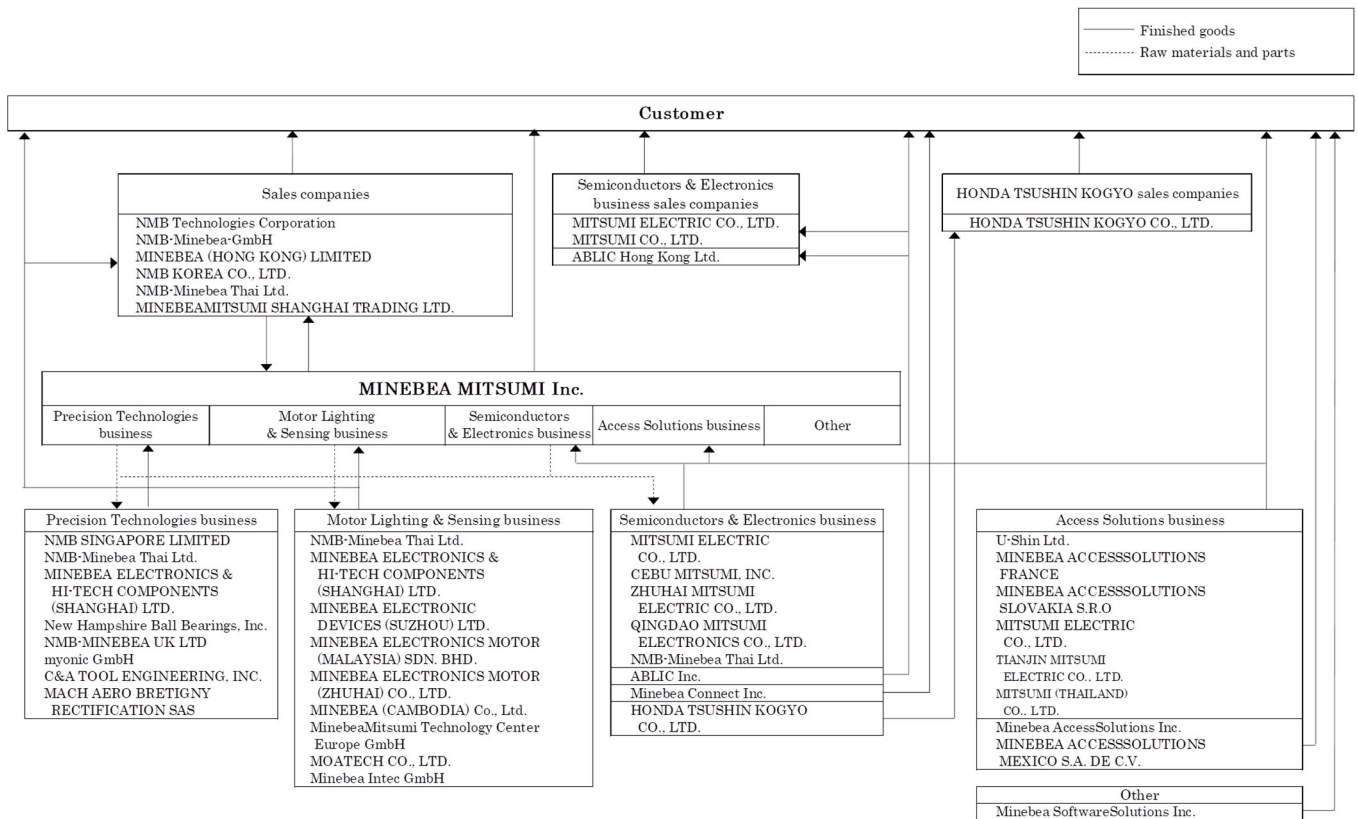 Finished goods
Raw materials and parts
Customer
Sales companies
NMB Technologies Corporation
NMB-Minebea-GmbH
MINEBEA (HONG KONG) LIMITED
NMB KOREA CO., LTD.
NMB-Minebea Thai Ltd.
MINEBEAMITSUMI SHANGHAI TRADING LTD.
Semiconductors & Electronics
business sales companies
MITSUMI ELECTRIC CO., LTD.
MITSUMI CO., LTD.
ABLIC Hong Kong Ltd.
HONDA TSUSHIN KOGYO sales companies
HONDA TSUSHIN KOGYO CO., LTD.
MINEBEA MITSUMI Inc.
Precision Technologies
business
Motor Lighting
& Sensing business
Semiconductors
& Electronics business
Access Solutions business
Other
Precision Technologies business
NMB SINGAPORE LIMITED
NMB-Minebea Thai Ltd.
MINEBEA ELECTRONICS &
HI-TECH COMPONENTS
(SHANGHAI) LTD.
New Hampshire Ball Bearings, Inc.
NMB-MINEBEA UK LTD
myonic GmbH
C&A TOOL ENGINEERING, INC.
MACH AERO BRETIGNY
RECTIFICATION SAS
Motor Lighting & Sensing business
NMB-Minebea Thai Ltd.
MINEBEA ELECTRONICS &
HI-TECH COMPONENTS
(SHANGHAI) LTD.
MINEBEA ELECTRONIC
DEVICES (SUZHOU) LTD.
MINEBEA ELECTRONICS MOTOR
(MALAYSIA) SDN. BHD.
MINEBEA ELECTRONICS MOTOR
(ZHUHAI) CO., LTD.
MINEBEA (CAMBODIA) Co., Ltd.
MinebeaMitsumi Technology Center
Europe GmbH
MOATECH CO., LTD.
Minebea Intec GmbH
Semiconductors & Electronics business
MITSUMI ELECTRIC
CO., LTD.
CEBU MITSUMI, INC.
ZHUHAI MITSUMI
ELECTRIC CO., LTD.
QINGDAO MITSUMI
ELECTRONICS CO., LTD.
NMB-Minebea Thai Ltd.
ABLIC Inc.
Minebea Connect Inc.
HONDA TSUSHIN KOGYO
CO., LTD.
Access Solutions business
U-Shin Ltd.
MINEBEA ACCESSSOLUTIONS
FRANCE
MINEBEA ACCESSSOLUTIONS
SLOVAKIA S.R.O
MITSUMI ELECTRIC
CO., LTD.
TIANJIN MITSUMI
ELECTRIC CO., LTD.
MITSUMI (THAILAND)
CO., LTD.
Minebea AccessSolutions Inc.
MINEBEA ACCESSSOLUTIONS
MEXICO S.A. DE C.V.
Other
Minebea SoftwareSolutions Inc.